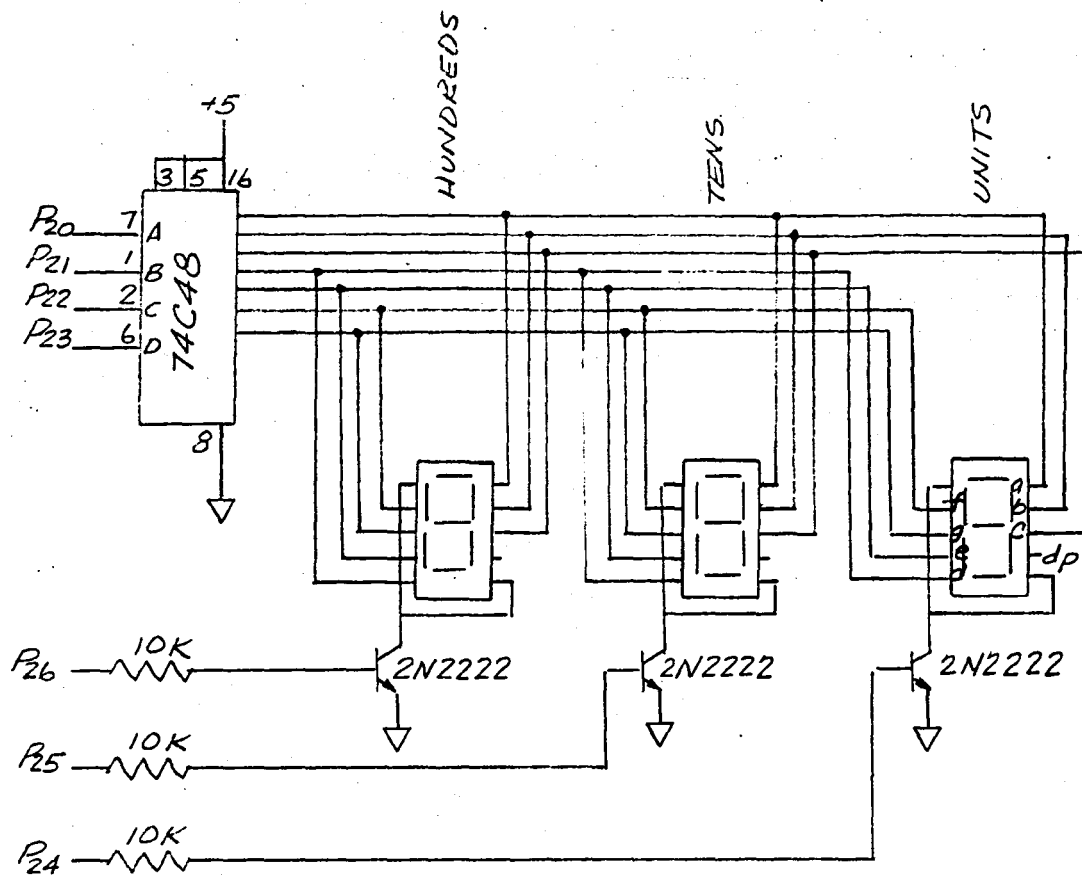 HUNDREDS
TENS.
UNITS
+5
3 5 16
P20 7 A
P21 1 B
P22 2 C
P23 6 D
74C48
8
a
f b
g c
e dp
d
P26 10K 2N2222
2N2222
2N2222
P25 10K
P24 10K